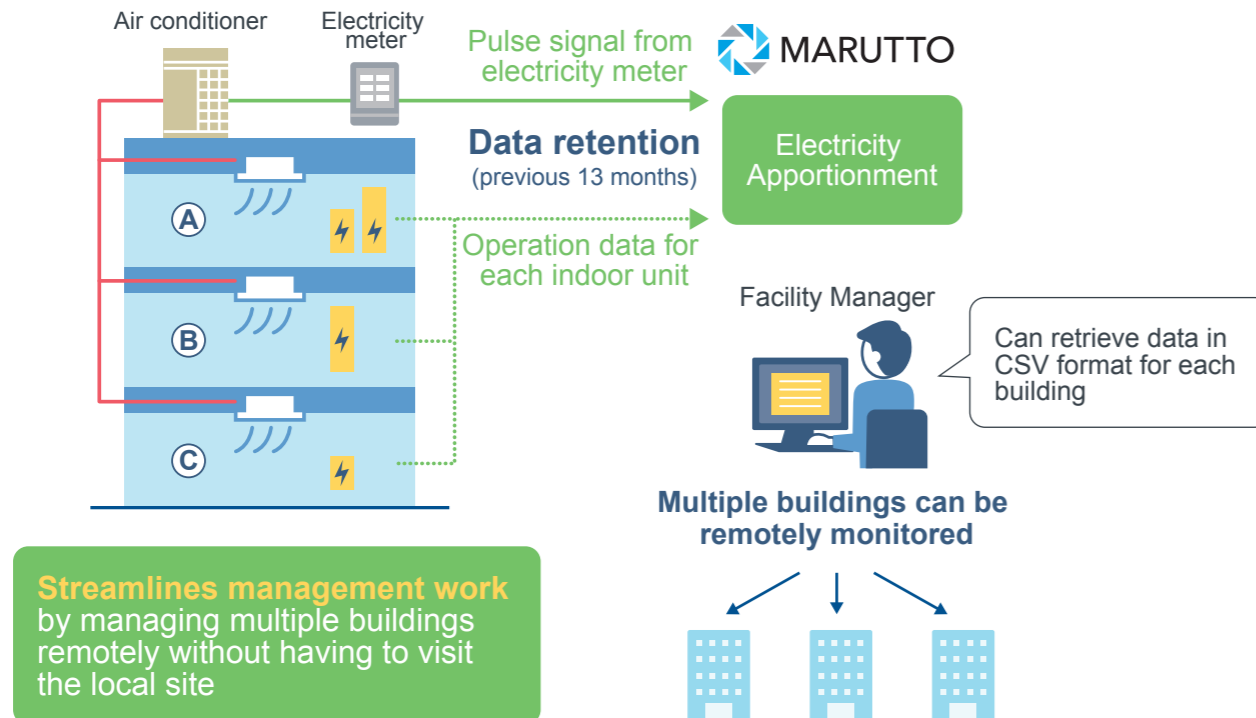 Air conditioner
Electricity
meter
Pulse signal from
electricity meter
MARUTTO
Data retention
(previous 13 months)
Electricity
Apportionment
A
Operation data for
each indoor unit
B
C
Facility Manager
Can retrieve data in
CSV format for each
building
Multiple buildings can be
remotely monitored
Streamlines management work
by managing multiple buildings
remotely without having to visit
the local site